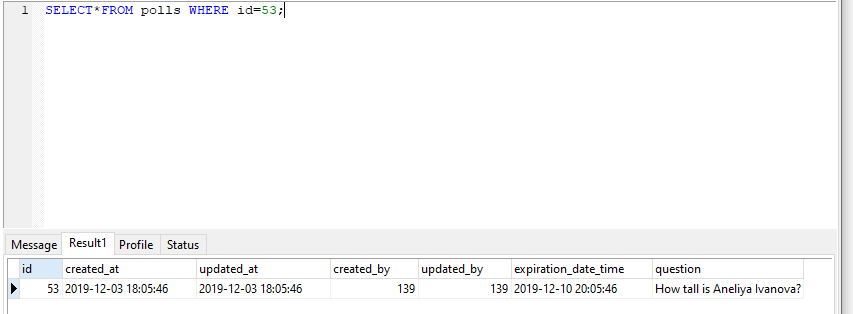 1 SELECT*FROM polls WHERE id=53;
Message Result1 Profile Status
id created_at updated_at created_by updated_by expiration_date_time question
53 2019-12-03 18:05:46 2019-12-03 18:05:46 139 139 2019-12-10 20:05:46 How tall is Aneliya Ivanova?